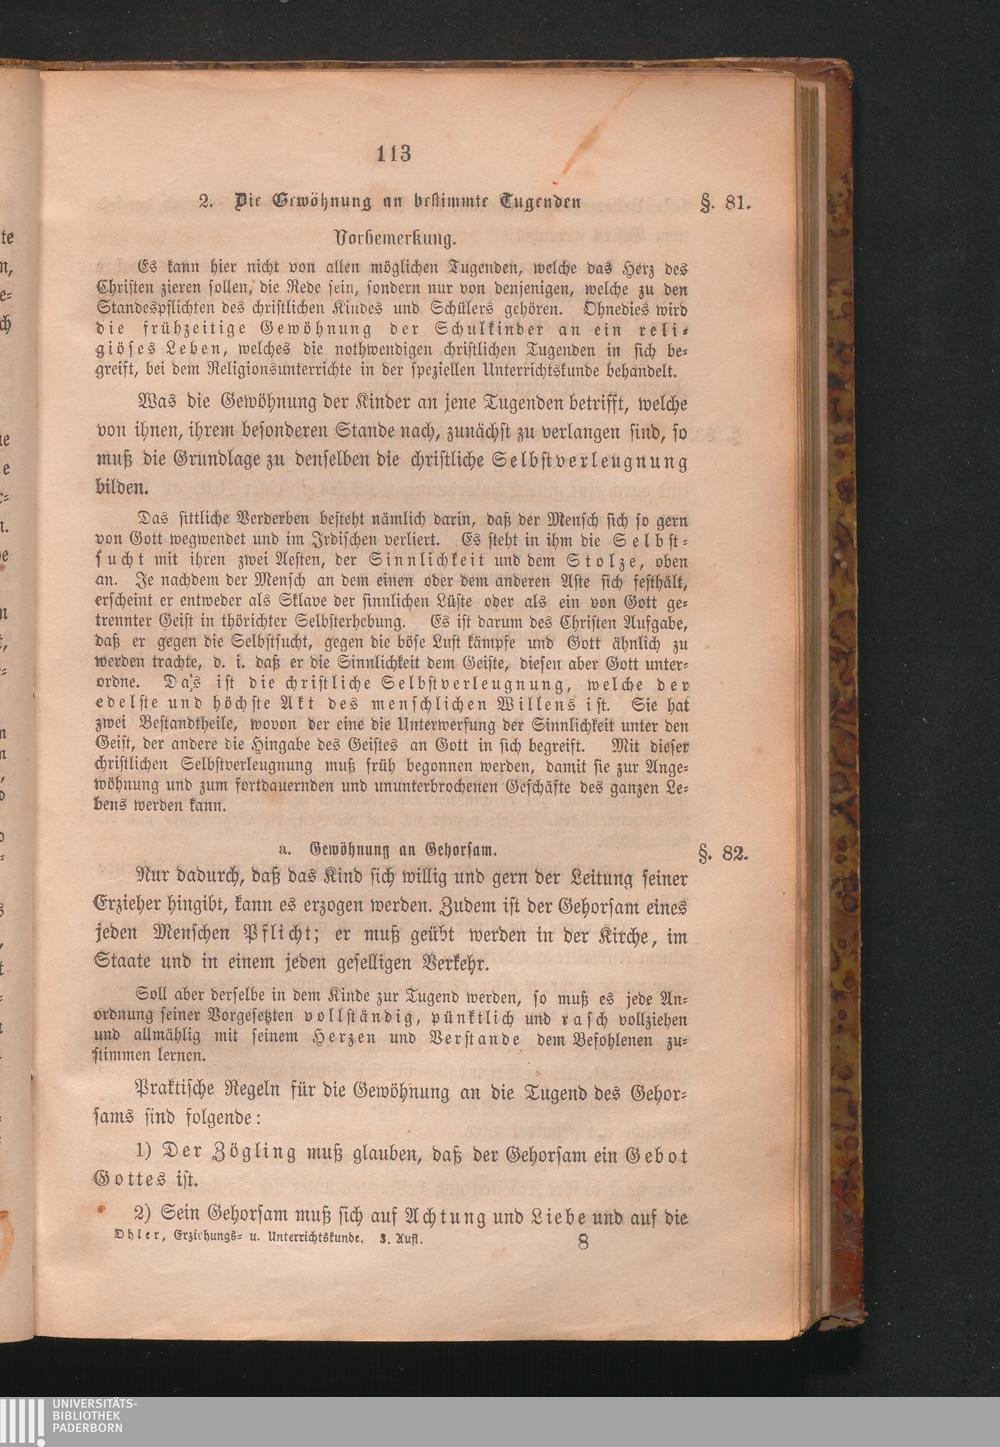 113
2. Die Gewöhnung an bestimmte Tugenden §. 81.
Vorbemerkung.
Es kann hier nicht von allen möglichen Tugenden, welche das Herz des
Christen zieren sollen, die Rede sein, sondern nur von denjenigen, welche zu den
Standespflichten des christlichen Kindes und Schülers gehören. Ohnedies wird
die frühzeitige Gewöhnung der Schulkinder an ein reli-
giöses Leben, welches die nothwendigen christlichen Tugenden in sich be-
greift, bei dem Religionsunterrichte in der speziellen Unterrichtskunde behandelt.
Was die Gewöhnung der Kinder an jene Tugenden betrifft, welche
von ihnen, ihrem besonderen Stande nach, zunächst zu verlangen sind, so
muß die Grundlage zu denselben die christliche Selbstverleugnung
bilden.
Das sittliche Verderben besteht nämlich darin, daß der Mensch sich so gern
von Gott wegwendet und im Irdischen verliert. Es steht in ihm die Selbst-
sucht mit ihren zwei Aesten, der Sinnlichkeit und dem Stolze, oben
an. Je nachdem der Mensch an dem einen oder dem anderen Aste sich festhält,
erscheint er entweder als Sklave der sinnlichen Lüste oder als ein von Gott ge-
trennter Geist in thörichter Selbsterhebung. Es ist darum des Christen Aufgabe,
daß er gegen die Selbstsucht, gegen die böse Lust kämpfe und Gott ähnlich zu
werden trachte, d. i. daß er die Sinnlichkeit dem Geiste, diesen aber Gott unter-
ordne. Das ist die christliche Selbstverleugnung, welche der
edelste und höchste Akt des menschlichen Willens ist. Sie hat
zwei Bestandtheile, wovon der eine die Unterwerfung der Sinnlichkeit unter den
Geist, der andere die Hingabe des Geistes an Gott in sich begreift. Mit dieser
christlichen Selbstverleugnung muß früh begonnen werden, damit sie zur Ange-
wöhnung und zum fortdauernden und ununterbrochenen Geschäfte des ganzen Le-
bens werden kann.
a. Gewöhnung an Gehorsam. §. 82.
Nur dadurch, daß das Kind sich willig und gern der Leitung seiner
Erzieher hingibt, kann es erzogen werden. Zudem ist der Gehorsam eines
jeden Menschen Pflicht; er muß geübt werden in der Kirche, im
Staate und in einem jeden geselligen Verkehr.
Soll aber derselbe in dem Kinde zur Tugend werden, so muß es jede An-
ordnung seiner Vorgesetzten vollständig, pünktlich und rasch vollziehen
und allmählig mit seinem Herzen und Verstande dem Befohlenen zu-
stimmen lernen.
Praktische Regeln für die Gewöhnung an die Tugend des Gehor-
sams sind folgende:
1) Der Zögling muß glauben, daß der Gehorsam ein Gebot
Gottes ist.
2) Sein Gehorsam muß sich auf Achtung und Liebe und auf die
Ohler, Erziehungs- u. Unterrichtskunde. 3. Aufl. 8
UNIVERSITÄTS-
BIBLIOTHEK
PADERBORN